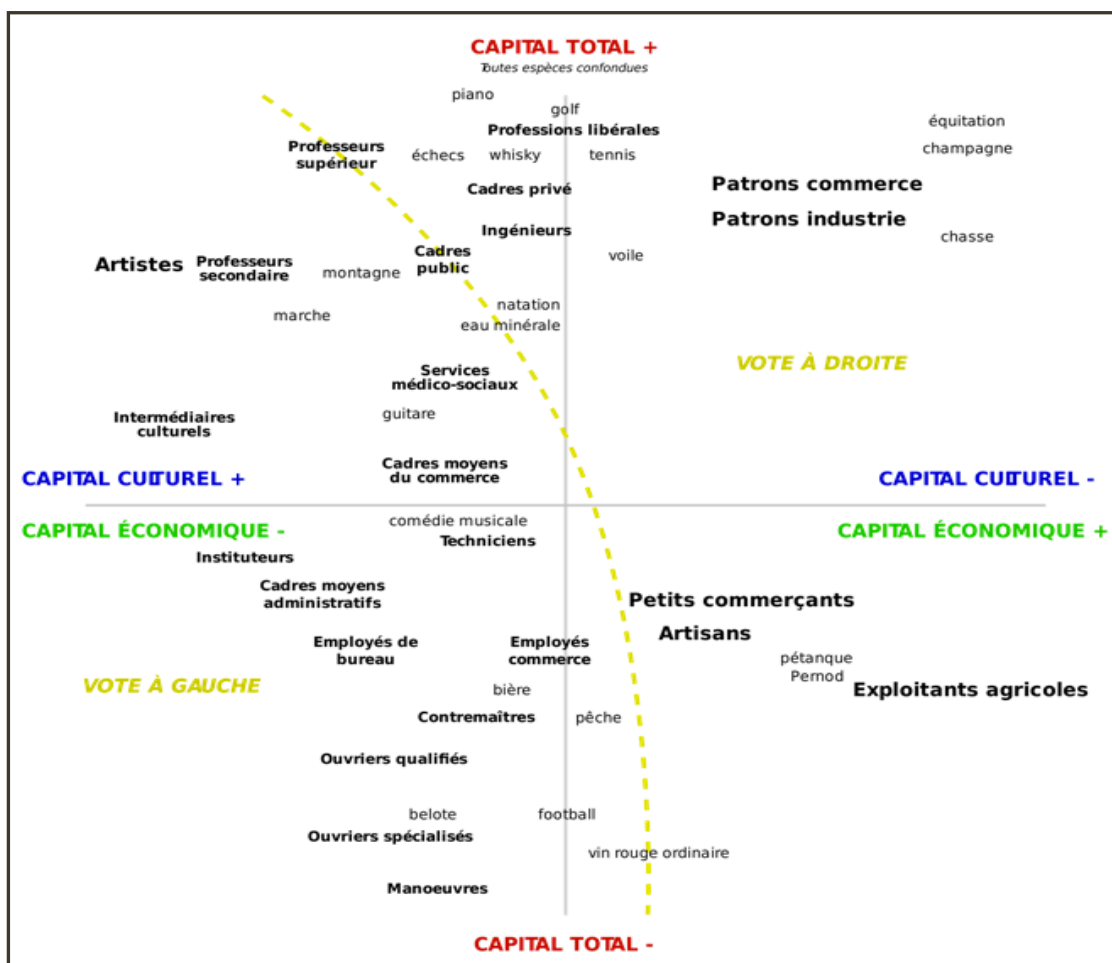 CAPITAL TOTAL +
Toutes espèces confondues
piano
golf
équitation
Professions libérales
Professeurs
supérieur
échecs
whisky
tennis
champagne
Cadres privé
Patrons commerce
Patrons industrie
Ingénieurs
chasse
Cadres
public
voile
Artistes
Professeurs
secondaire
montagne
natation
marche
eau minérale
VOTE À DROITE
Services
médico-sociaux
guitare
Intermédiaires
culturels
Cadres moyens
du commerce
CAPITAL CULTUREL +
CAPITAL CULTUREL -
CAPITAL ÉCONOMIQUE -
CAPITAL ÉCONOMIQUE +
comédie musicale
Techniciens
Instituteurs
Cadres moyens
administratifs
Petits commerçants
Artisans
Employés de
bureau
Employés
commerce
pétanque
Pernod
VOTE À GAUCHE
bière
Exploitants agricoles
Contremaîtres
pêche
Ouvriers qualifiés
belote
football
Ouvriers spécialisés
vin rouge ordinaire
Manoeuvres
CAPITAL TOTAL -